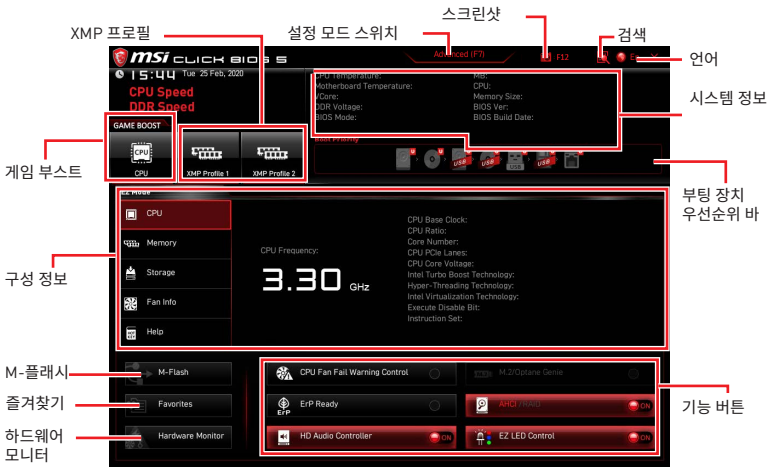 스크린샷
XMP 프로필
설정 모드 스위치
검색
msi CLICK BIOS 5
Advanced (F7)
F12
En
언어
15:44 Tue 25 Feb, 2020
CPU Speed
DDR Speed
CPU Temperature:
Motherboard Temperature:
VCore:
DDR Voltage:
BIOS Mode:
MB:
CPU:
Memory Size:
BIOS Ver:
BIOS Build Date:
시스템 정보
GAME BOOST
Boot Priority
CPU
CPU
XMP Profile 1
XMP Profile 2
U
U
U
USB
U
USB
U
USB
U
USB
U
게임 부스트
부팅 장치
우선순위 바
EZ Mode
CPU
Memory
Storage
Fan Info
Help
CPU Frequency:
3.30 GHz
CPU Base Clock:
CPU Ratio:
Core Number:
CPU PCIe Lanes:
CPU Core Voltage:
Intel Turbo Boost Technology:
Hyper-Threading Technology:
Intel Virtualization Technology:
Execute Disable Bit:
Instruction Set:
구성 정보
M-플래시
M-Flash
CPU Fan Fail Warning Control
M.2/Optane Genie
즐겨찾기
Favorites
ErP
ErP Ready
AHCI /RAID
ON
기능 버튼
하드웨어
모니터
Hardware Monitor
HD Audio Controller
ON
EZ LED Control
ON